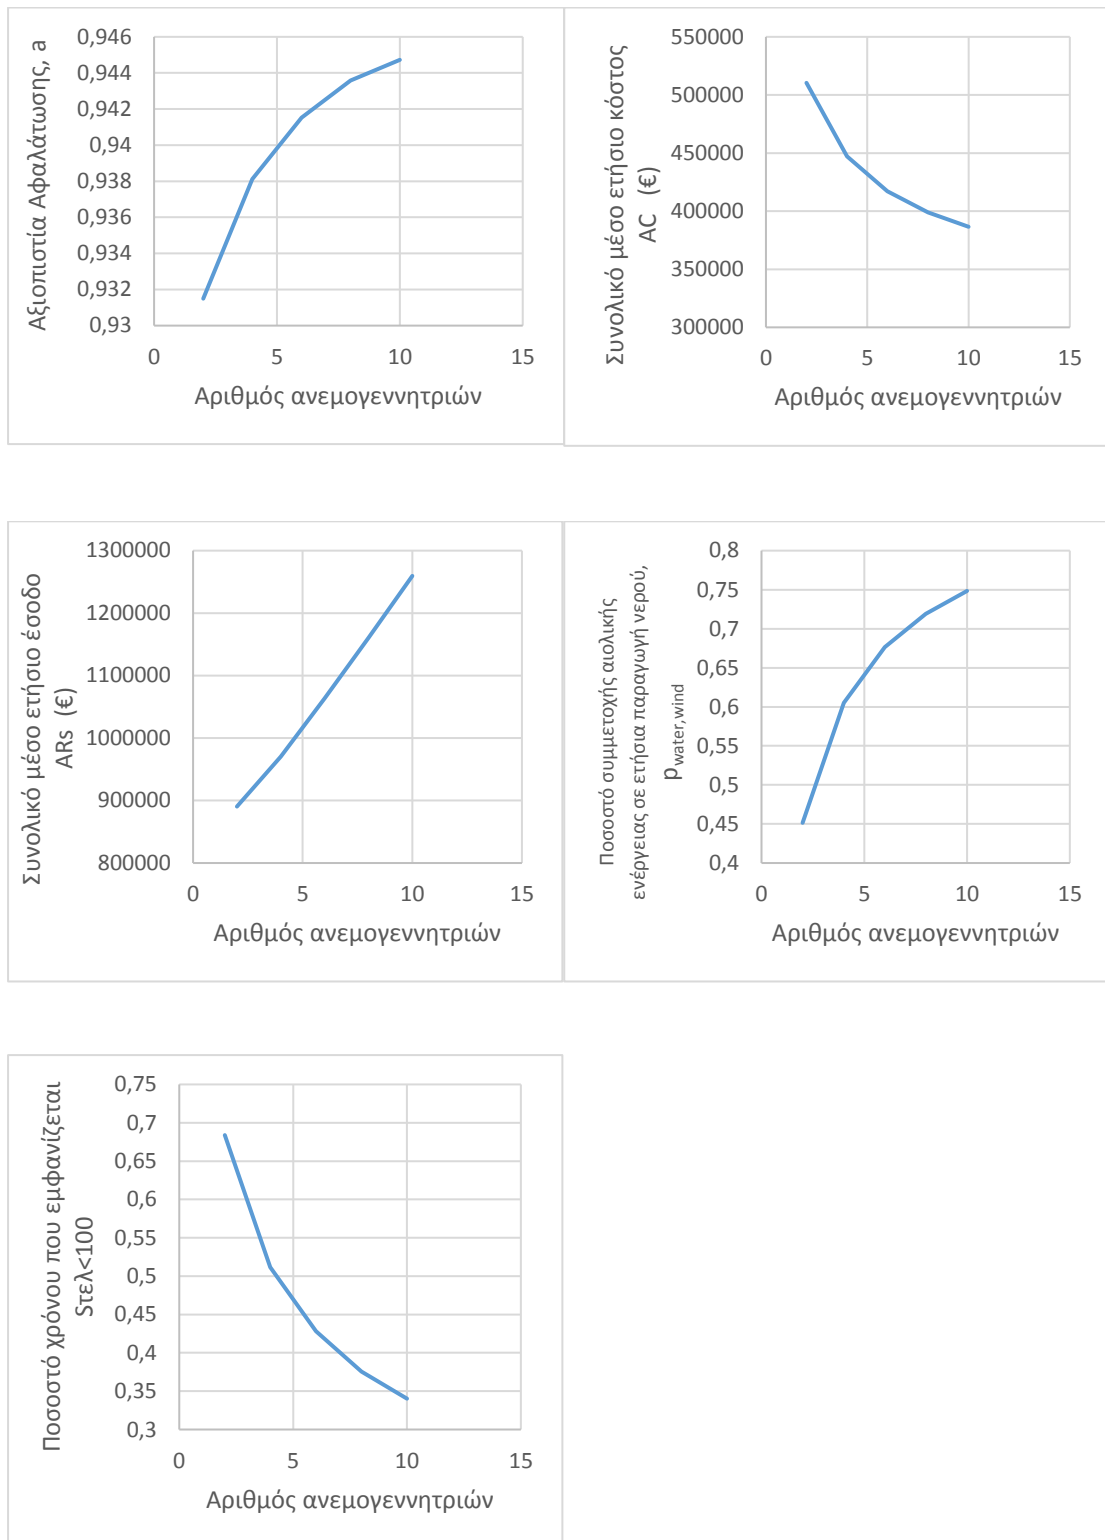 Αξιοπιστία Αφαλάτωσης, a
0,946
0,944
0,942
0,94
0,938
0,936
0,934
0,932
0,93
0 5 10 15
Αριθμός ανεμογεννητριών
Συνολικό μέσο ετήσιο κόστος
AC (€)
550000
500000
450000
400000
350000
300000
0 5 10 15
Αριθμός ανεμογεννητριών
Συνολικό μέσο ετήσιο έσοδο
ARs (€)
1300000
1200000
1100000
1000000
900000
800000
0 5 10 15
Αριθμός ανεμογεννητριών
Ποσοστό συμμετοχής αιολικής
ενέργειας σε ετήσια παραγωγή νερού,
pwater,wind
0,8
0,75
0,7
0,65
0,6
0,55
0,5
0,45
0,4
0 5 10 15
Αριθμός ανεμογεννητριών
Ποσοστό χρόνου που εμφανίζεται
Sτελ<100
0,75
0,7
0,65
0,6
0,55
0,5
0,45
0,4
0,35
0,3
0 5 10 15
Αριθμός ανεμογεννητριών